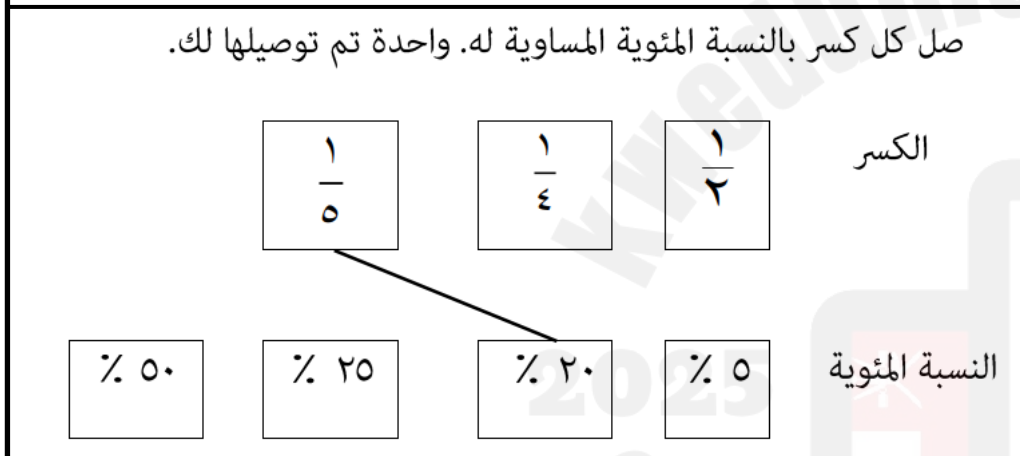 صل كل كسر بالنسبة المئوية المساوية له. واحدة تم توصيلها لك.
الكسر ١/٢ ١/٤ ١/٥
النسبة المئوية ٥ ٪ ٢٠ ٪ ٢٥ ٪ ٥٠ ٪
2025